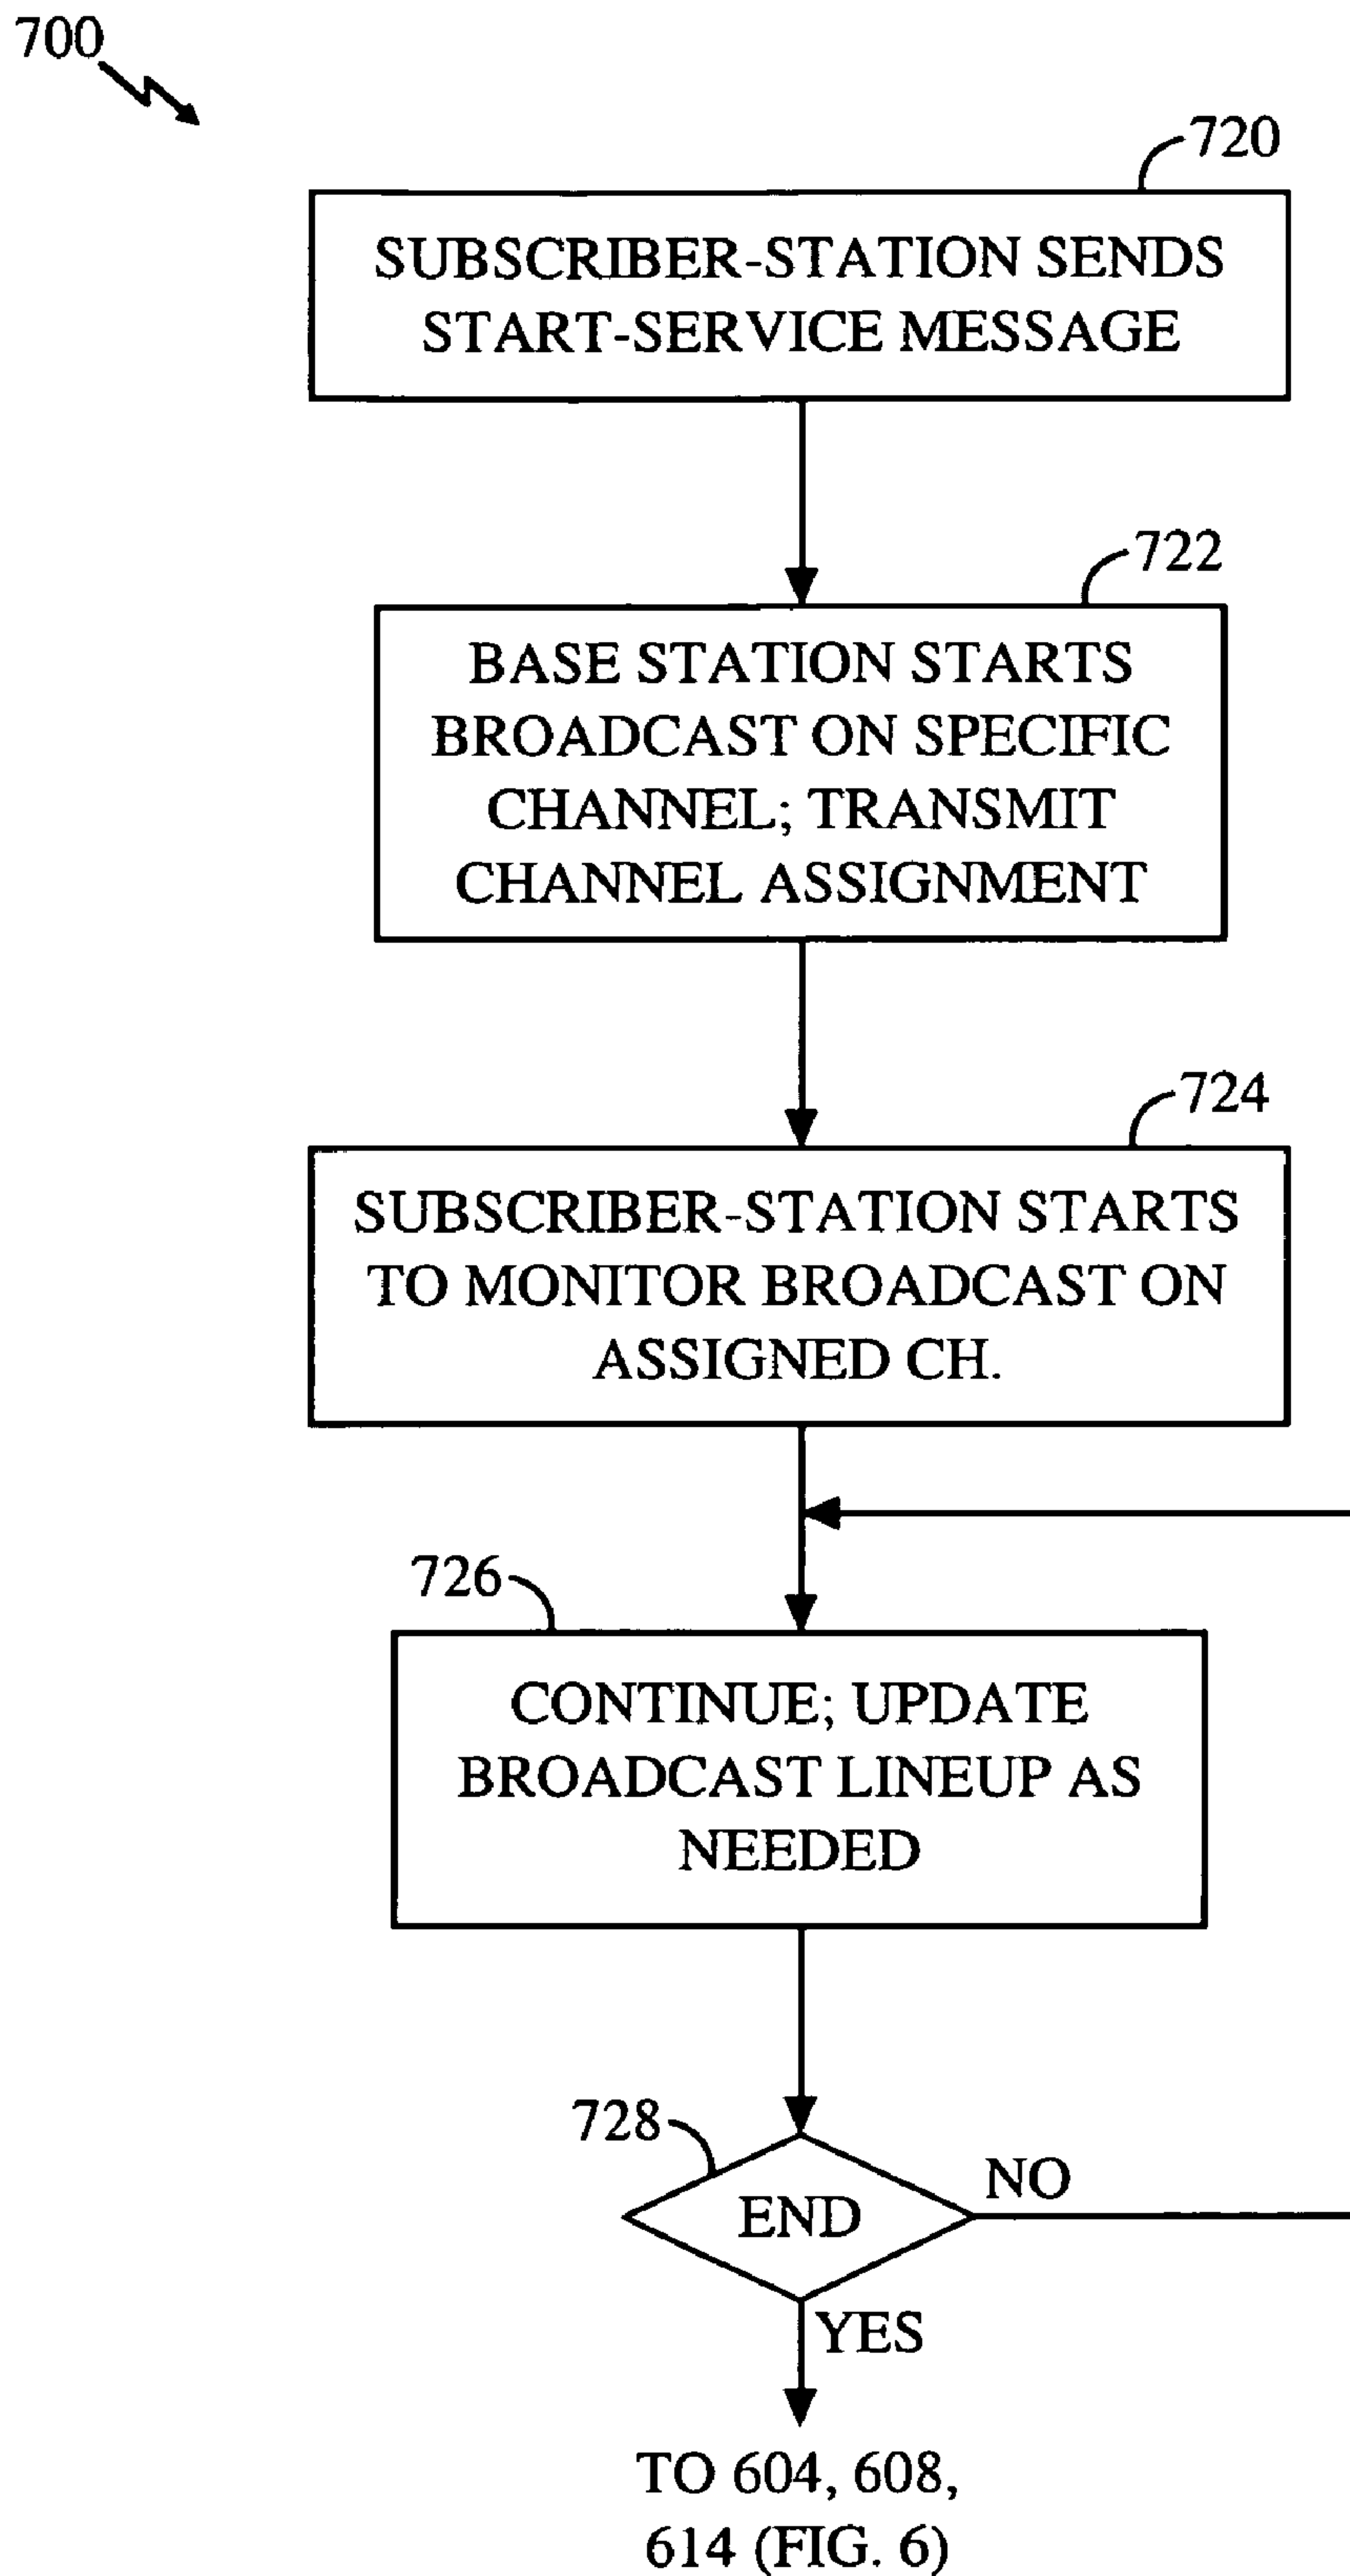 700
720
SUBSCRIBER-STATION SENDS
START-SERVICE MESSAGE
722
BASE STATION STARTS
BROADCAST ON SPECIFIC
CHANNEL; TRANSMIT
CHANNEL ASSIGNMENT
724
SUBSCRIBER-STATION STARTS
TO MONITOR BROADCAST ON
ASSIGNED CH.
726
CONTINUE; UPDATE
BROADCAST LINEUP AS
NEEDED
728
END
NO
YES
TO 604, 608,
614 (FIG. 6)